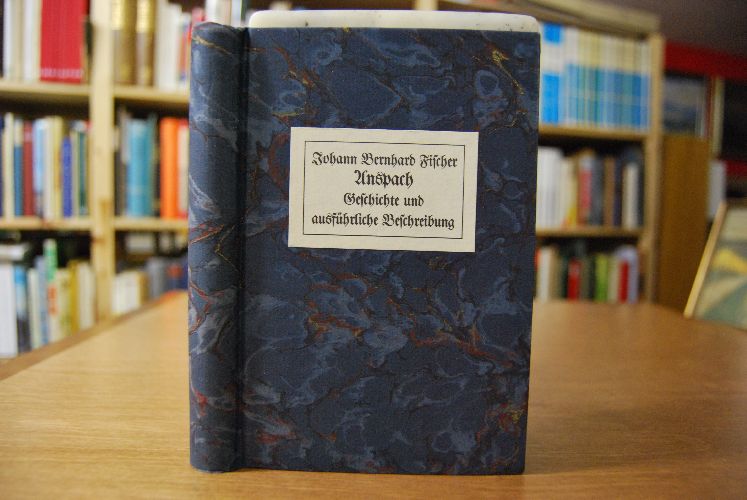 Johann Bernhard Fischer
Anspach
Geschichte und
ausführliche Beschreibung